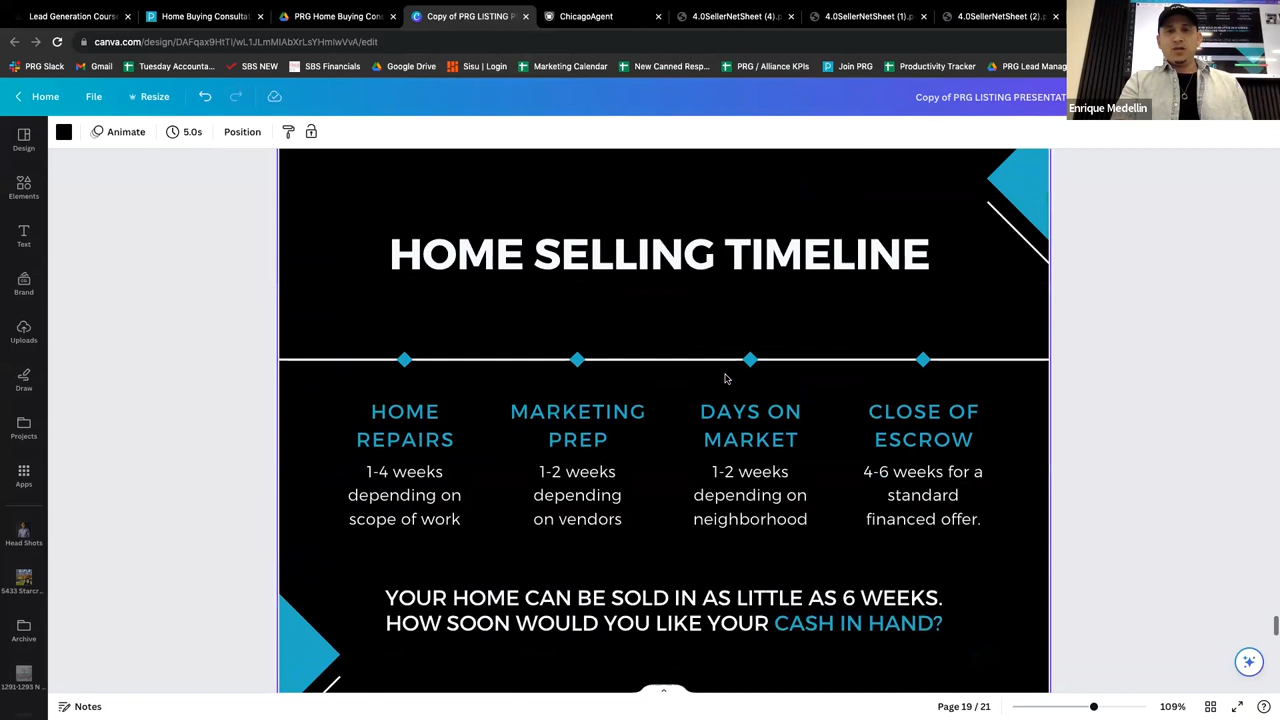 Lead Generation Course
Home Buying Consultat
PRG Home Buying Cons
Copy of PRG LISTING P
ChicagoAgent
4.0SellerNetSheet (4).p
4.0SellerNetSheet (1).p
4.0SellerNetSheet (2).p
canva.com/design/DAFqax9HtTI/wL1JLmMIAbXrLsYHmlwVvA/edit
PRG Slack
Gmail
Tuesday Accounta...
SBS NEW
SBS Financials
Google Drive
Login
Marketing Calendar
New Canned Resp...
PRG / Alliance KPIs
Join PRG
Productivity Tracker
PRG Lead Manag
Enrique Medellin
Home
File
Resize
Copy of PRG LISTING PRESENTAT
Animate
5.0s
Position
Design
Elements
Text
Brand
Uploads
Draw
Projects
Apps
Head Shots
5433 Starcr...
Archive
1291-1293 N
HOME SELLING TIMELINE
HOME
REPAIRS
1-4 weeks
depending on
scope of work
MARKETING
PREP
1-2 weeks
depending
on vendors
DAYS ON
MARKET
1-2 weeks
depending on
neighborhood
CLOSE OF
ESCROW
4-6 weeks for a
standard
financed offer.
YOUR HOME CAN BE SOLD IN AS LITTLE AS 6 WEEKS.
HOW SOON WOULD YOU LIKE YOUR CASH IN HAND?
Notes
Page 19 / 21
109%